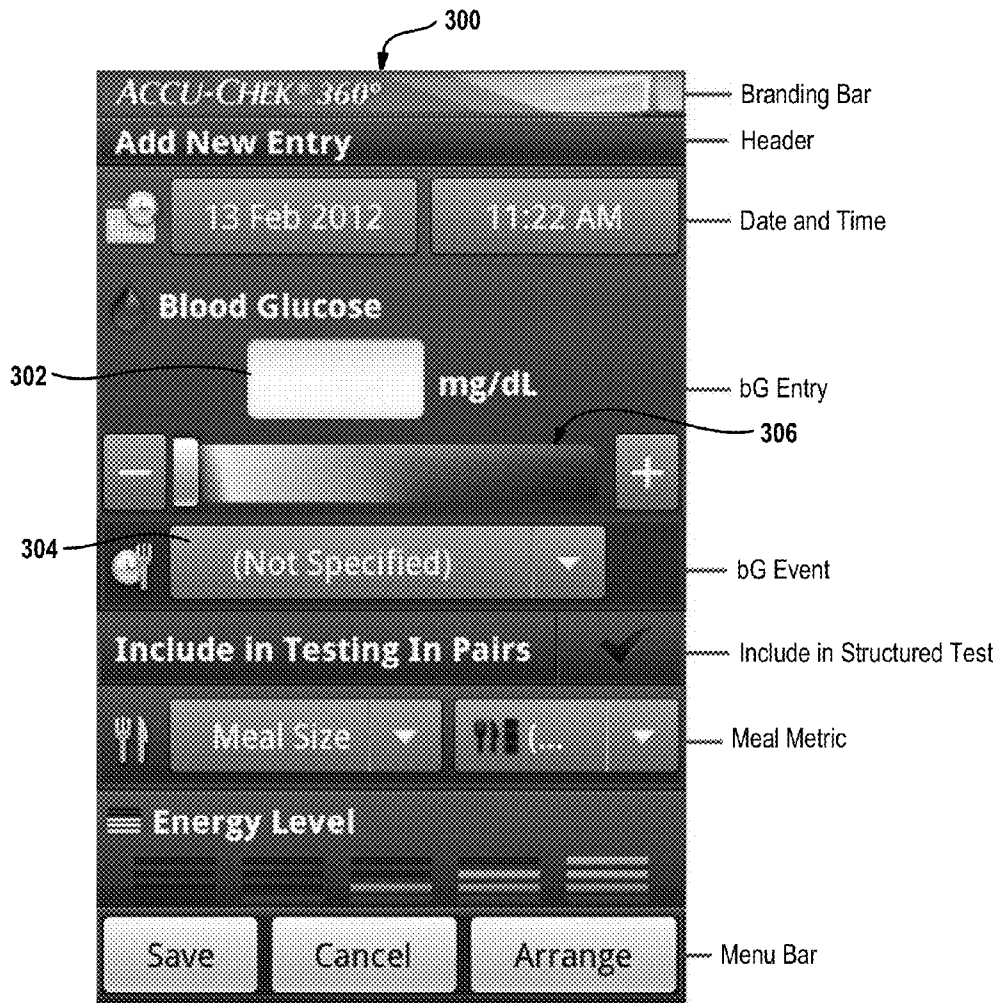 300
ACCU-CHEK® 360°
Branding Bar
Add New Entry
Header
13 Feb 2012
11:22 AM
Date and Time
Blood Glucose
302
mg/dL
bG Entry
306
−
+
304
(Not Specified)
bG Event
Include in Testing In Pairs
Include in Structured Test
Meal Size
(...
Meal Metric
Energy Level
Save
Cancel
Arrange
Menu Bar